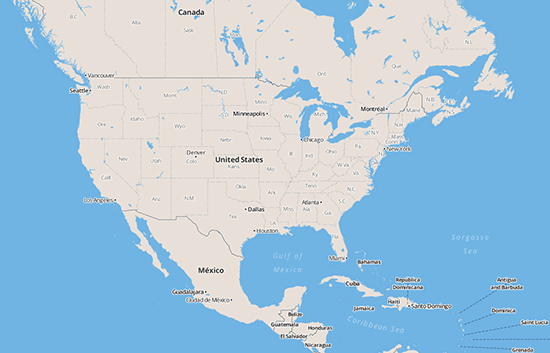 Canada
B.C.
Alta
Sask.
Ont.
Qué.
N.L.
Vancouver
Seattle
Wash
Mont.
N.D.
Minn
Minneapolis
Montréal
N.B.
Maine
Ore.
Idaho
Wyo.
S.D.
Wis.
Mich
N.H.
Mass
Conn
N.Y.
Chicago
New York
Nebr.
Iowa
Ill
Ind.
Ohio
Pa.
Nev
Utah
Denver
Colo
United States
Kans.
Mo.
W.Va.
Va.
Ky.
Calif.
Los Angeles
Ariz.
N.M.
Okla
Ark.
Tenn
N.C.
S.C.
Atlanta
Dallas
Tex.
Miss
Ala.
Ga.
La.
Houston
Fla.
Miami
Gulf of
Mexico
Sargasso
Sea
Bahamas
México
Guadalajara
Ciudad de México
Cuba
República
Dominicana
Haiti
Santo Domingo
Jamaica
Caribbean Sea
Antigua
and Barbuda
Dominica
Saint Lucia
Grenada
Belize
Guatemala
Honduras
El Salvador
Nicaragua